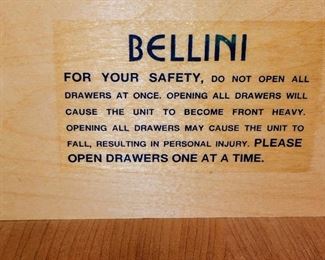 BELLINI
FOR YOUR SAFETY, DO NOT OPEN ALL
DRAWERS AT ONCE. OPENING ALL DRAWERS WILL
CAUSE THE UNIT TO BECOME FRONT HEAVY.
OPENING ALL DRAWERS MAY CAUSE THE UNIT TO
FALL, RESULTING IN PERSONAL INJURY. PLEASE
OPEN DRAWERS ONE AT A TIME.